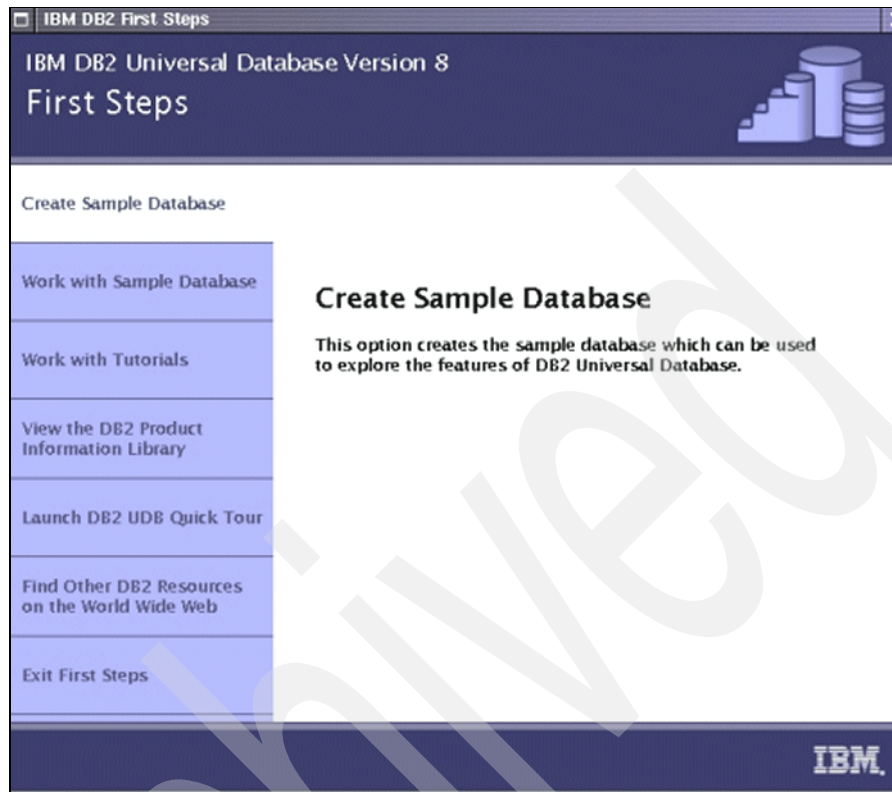 IBM DB2 First Steps
IBM DB2 Universal Database Version 8
First Steps
Create Sample Database
Work with Sample Database
Work with Tutorials
View the DB2 Product
Information Library
Launch DB2 UDB Quick Tour
Find Other DB2 Resources
on the World Wide Web
Exit First Steps
Create Sample Database
This option creates the sample database which can be used
to explore the features of DB2 Universal Database.
IBM.